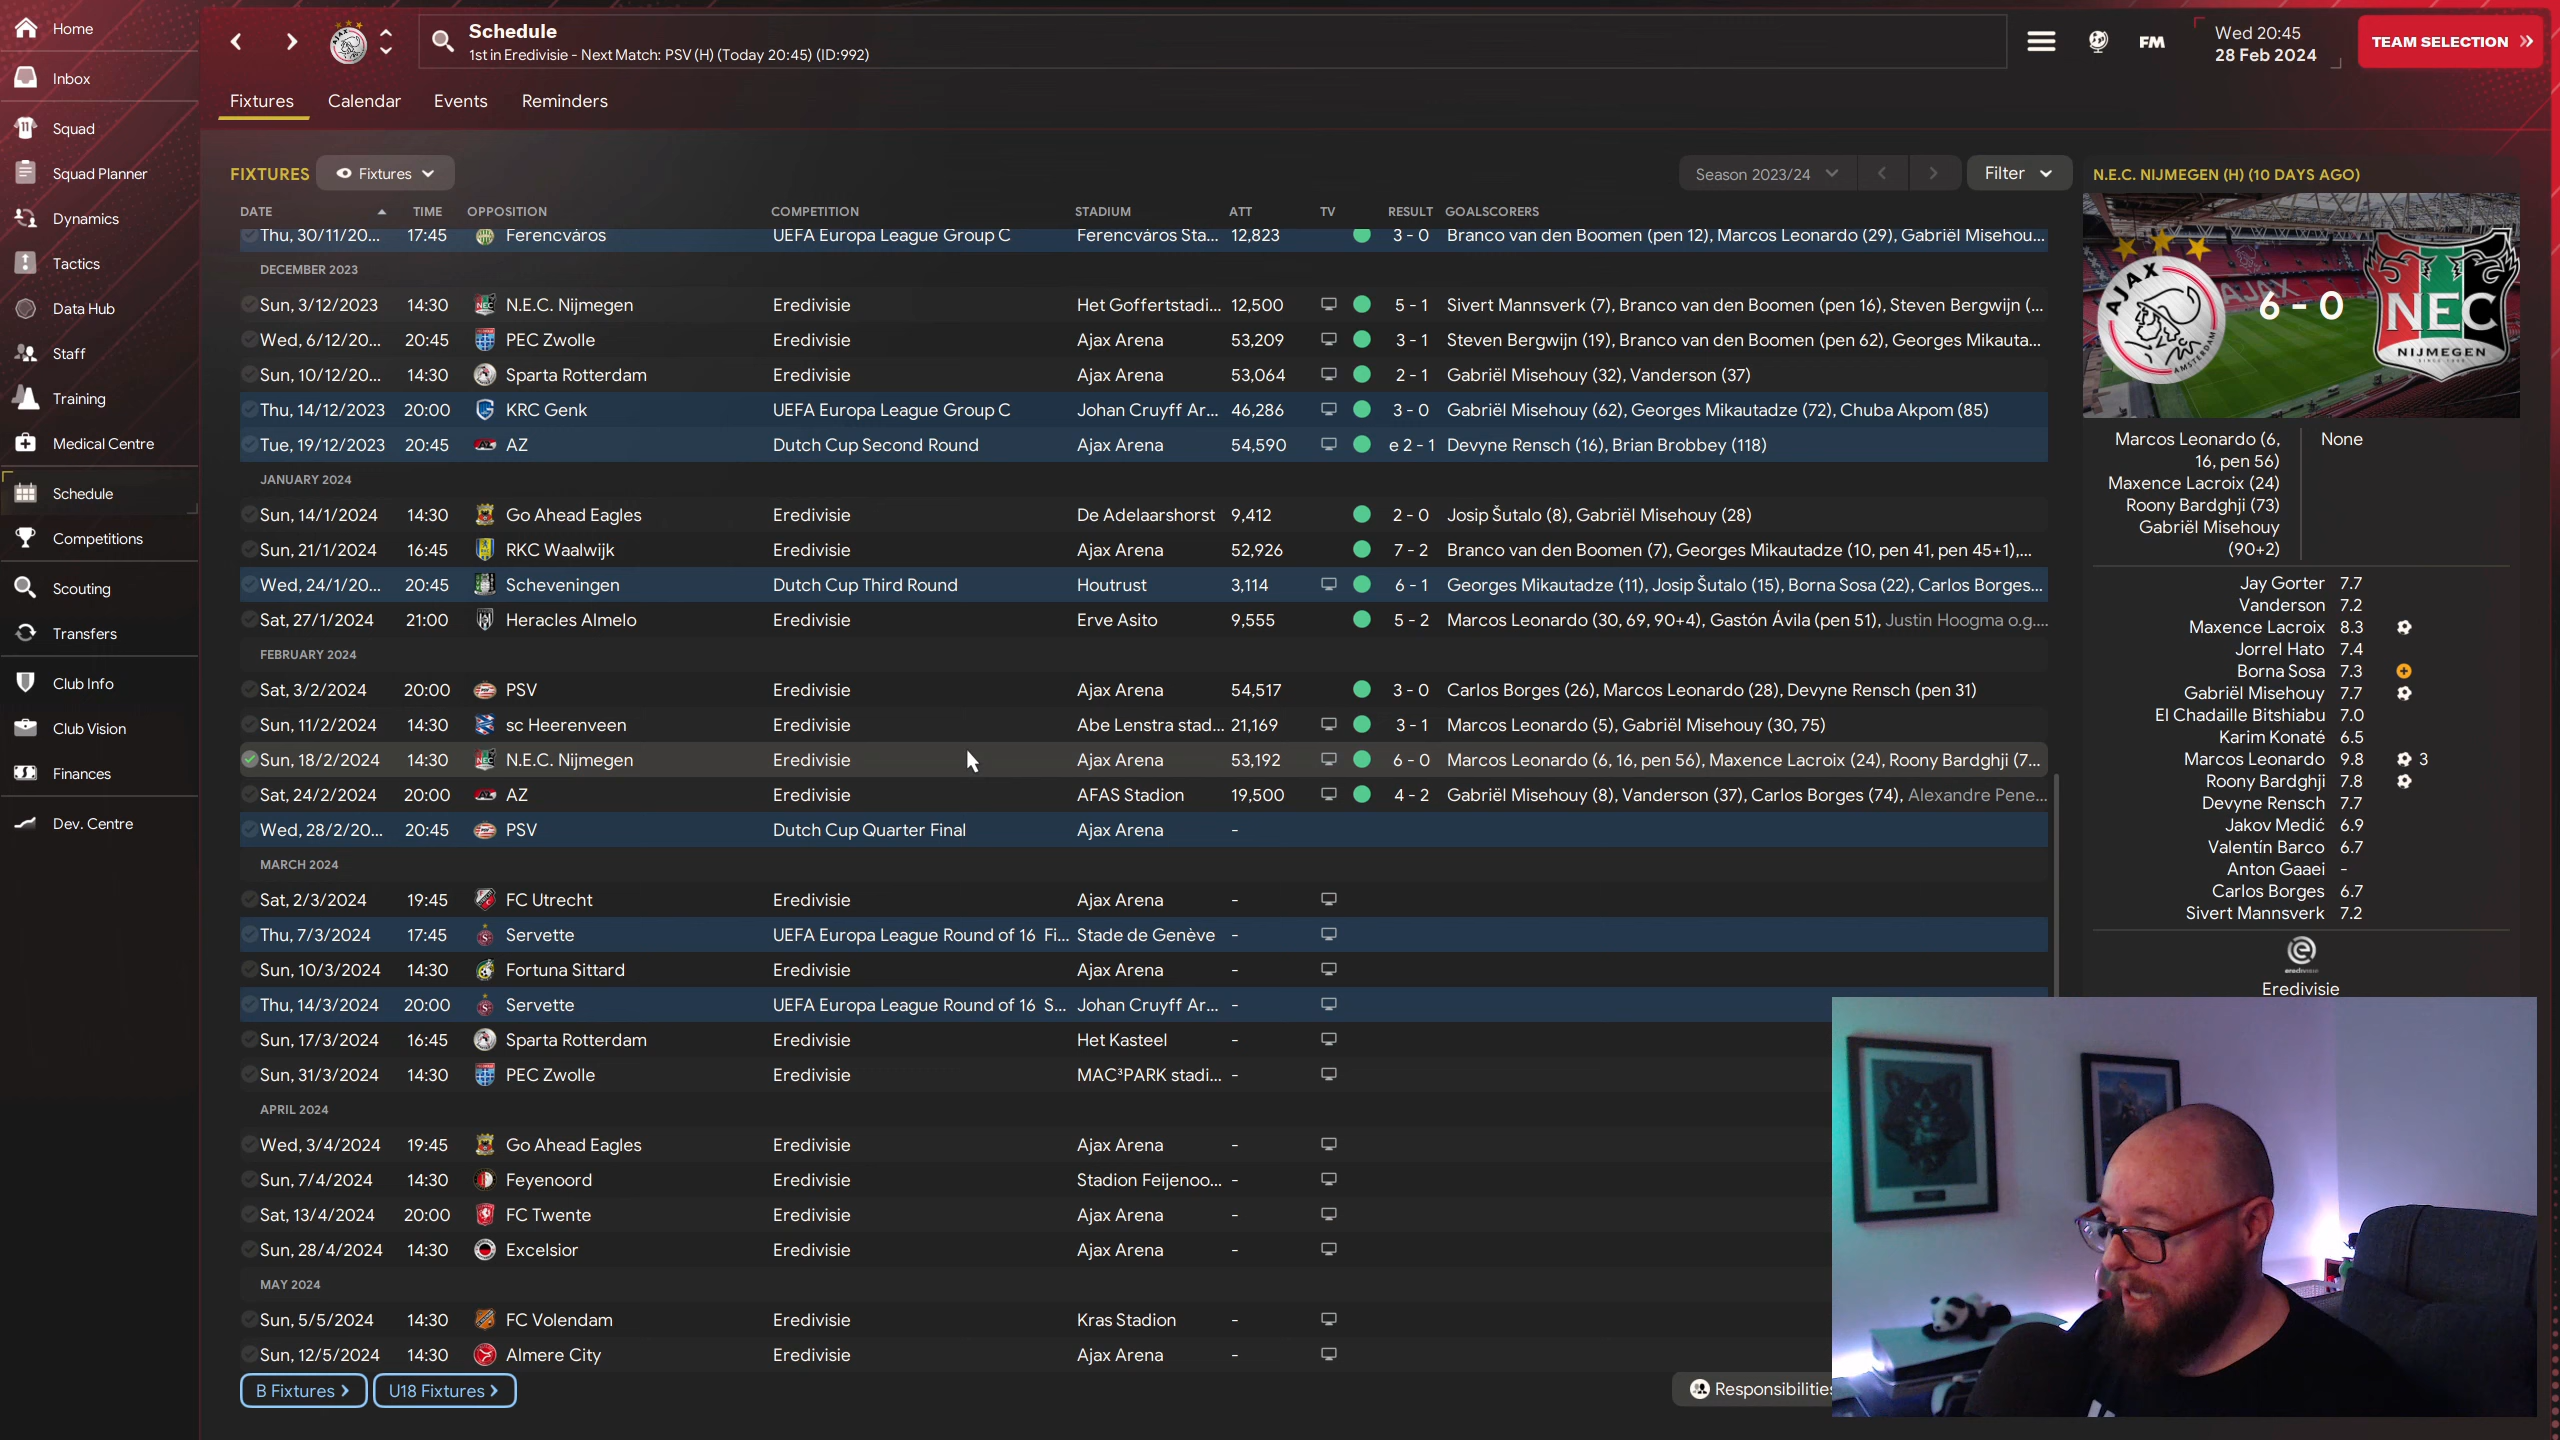 Home
Inbox
Squad
Squad Planner
Dynamics
Tactics
Data Hub
Staff
Training
Medical Centre
Schedule
Competitions
Scouting
Transfers
Club Info
Club Vision
Finances
Dev. Centre
Schedule
1st in Eredivisie - Next Match: PSV (H) (Today 20:45) (ID:992)
FM
Wed 20:45
28 Feb 2024
TEAM SELECTION
Fixtures Calendar Events Reminders
FIXTURES Fixtures Season 2023/24 Filter
DATE TIME OPPOSITION COMPETITION STADIUM ATT TV RESULT GOALSCORERS
Thu, 30/11/20... 17:45 Ferencváros UEFA Europa League Group C Ferencváros Sta... 12,823 3 - 0 Branco van den Boomen (pen 12), Marcos Leonardo (29), Gabriël Misehou...
DECEMBER 2023
Sun, 3/12/2023 14:30 N.E.C. Nijmegen Eredivisie Het Goffertstadi... 12,500 5 - 1 Sivert Mannsverk (7), Branco van den Boomen (pen 16), Steven Bergwijn (...
Wed, 6/12/20... 20:45 PEC Zwolle Eredivisie Ajax Arena 53,209 3 - 1 Steven Bergwijn (19), Branco van den Boomen (pen 62), Georges Mikauta...
Sun, 10/12/20... 14:30 Sparta Rotterdam Eredivisie Ajax Arena 53,064 2 - 1 Gabriël Misehouy (32), Vanderson (37)
Thu, 14/12/2023 20:00 KRC Genk UEFA Europa League Group C Johan Cruyff Ar... 46,286 3 - 0 Gabriël Misehouy (62), Georges Mikautadze (72), Chuba Akpom (85)
Tue, 19/12/2023 20:45 AZ Dutch Cup Second Round Ajax Arena 54,590 e 2 - 1 Devyne Rensch (16), Brian Brobbey (118)
JANUARY 2024
Sun, 14/1/2024 14:30 Go Ahead Eagles Eredivisie De Adelaarshorst 9,412 2 - 0 Josip Šutalo (8), Gabriël Misehouy (28)
Sun, 21/1/2024 16:45 RKC Waalwijk Eredivisie Ajax Arena 52,926 7 - 2 Branco van den Boomen (7), Georges Mikautadze (10, pen 41, pen 45+1),...
Wed, 24/1/20... 20:45 Scheveningen Dutch Cup Third Round Houtrust 3,114 6 - 1 Georges Mikautadze (11), Josip Šutalo (15), Borna Sosa (22), Carlos Borges...
Sat, 27/1/2024 21:00 Heracles Almelo Eredivisie Erve Asito 9,555 5 - 2 Marcos Leonardo (30, 69, 90+4), Gastón Ávila (pen 51), Justin Hoogma o.g....
FEBRUARY 2024
Sat, 3/2/2024 20:00 PSV Eredivisie Ajax Arena 54,517 3 - 0 Carlos Borges (26), Marcos Leonardo (28), Devyne Rensch (pen 31)
Sun, 11/2/2024 14:30 sc Heerenveen Eredivisie Abe Lenstra stad... 21,169 3 - 1 Marcos Leonardo (5), Gabriël Misehouy (30, 75)
Sun, 18/2/2024 14:30 N.E.C. Nijmegen Eredivisie Ajax Arena 53,192 6 - 0 Marcos Leonardo (6, 16, pen 56), Maxence Lacroix (24), Roony Bardghji (7...
Sat, 24/2/2024 20:00 AZ Eredivisie AFAS Stadion 19,500 4 - 2 Gabriël Misehouy (8), Vanderson (37), Carlos Borges (74), Alexandre Pene...
Wed, 28/2/20... 20:45 PSV Dutch Cup Quarter Final Ajax Arena -
MARCH 2024
Sat, 2/3/2024 19:45 FC Utrecht Eredivisie Ajax Arena -
Thu, 7/3/2024 17:45 Servette UEFA Europa League Round of 16 Fi... Stade de Genève -
Sun, 10/3/2024 14:30 Fortuna Sittard Eredivisie Ajax Arena -
Thu, 14/3/2024 20:00 Servette UEFA Europa League Round of 16 S... Johan Cruyff Ar... -
Sun, 17/3/2024 16:45 Sparta Rotterdam Eredivisie Het Kasteel -
Sun, 31/3/2024 14:30 PEC Zwolle Eredivisie MAC³PARK stadi... -
APRIL 2024
Wed, 3/4/2024 19:45 Go Ahead Eagles Eredivisie Ajax Arena -
Sun, 7/4/2024 14:30 Feyenoord Eredivisie Stadion Feijenoo... -
Sat, 13/4/2024 20:00 FC Twente Eredivisie Ajax Arena -
Sun, 28/4/2024 14:30 Excelsior Eredivisie Ajax Arena -
MAY 2024
Sun, 5/5/2024 14:30 FC Volendam Eredivisie Kras Stadion -
Sun, 12/5/2024 14:30 Almere City Eredivisie Ajax Arena -
B Fixtures U18 Fixtures Responsibilities
N.E.C. NIJMEGEN (H) (10 DAYS AGO)
AJAX
AMSTERDAM
6 - 0
NEC
NIJMEGEN
Marcos Leonardo (6, None
16, pen 56)
Maxence Lacroix (24)
Roony Bardghji (73)
Gabriël Misehouy
(90+2)
Jay Gorter 7.7
Vanderson 7.2
Maxence Lacroix 8.3
Jorrel Hato 7.4
Borna Sosa 7.3
Gabriël Misehouy 7.7
El Chadaille Bitshiabu 7.0
Karim Konaté 6.5
Marcos Leonardo 9.8 3
Roony Bardghji 7.8
Devyne Rensch 7.7
Jakov Medić 6.9
Valentín Barco 6.7
Anton Gaaei -
Carlos Borges 6.7
Sivert Mannsverk 7.2
eredivisie
Eredivisie